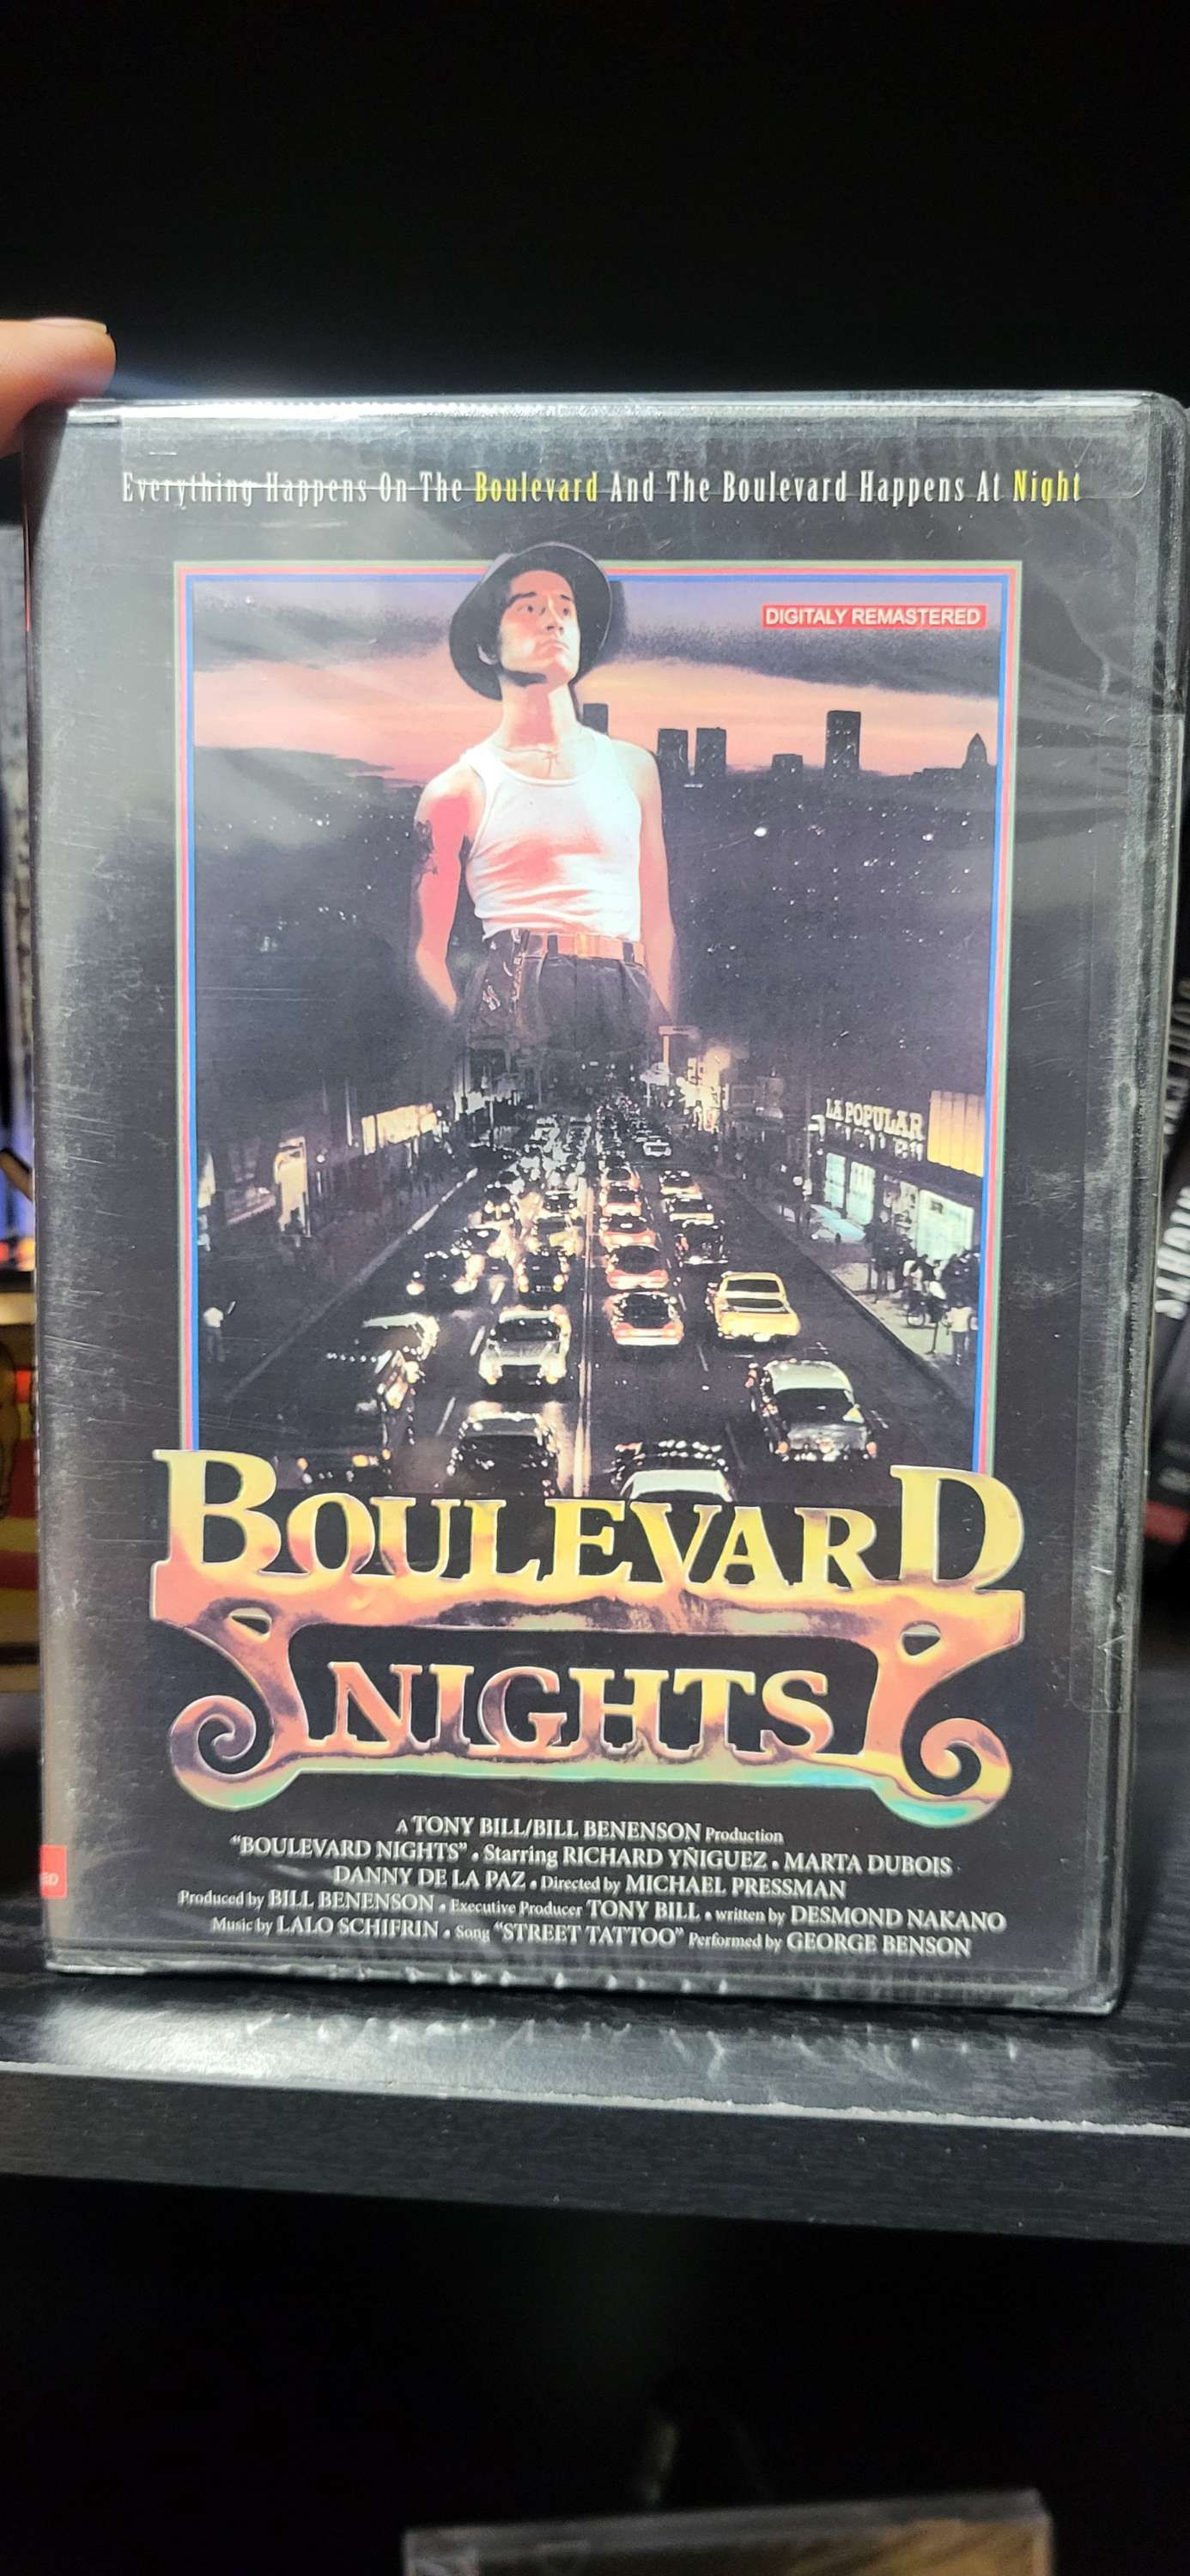 Everything Happens On The Boulevard And The Boulevard Happens At Night
DIGITALY REMASTERED
LA POPULAR
BOULEVARD
NIGHTS
A TONY BILL/BILL BENENSON Production
"BOULEVARD NIGHTS" • Starring RICHARD YÑIGUEZ • MARTA DUBOIS
DANNY DE LA PAZ • Directed by MICHAEL PRESSMAN
Produced by BILL BENENSON • Executive Producer TONY BILL • written by DESMOND NAKANO
Music by LALO SCHIFRIN • Song "STREET TATTOO" Performed by GEORGE BENSON